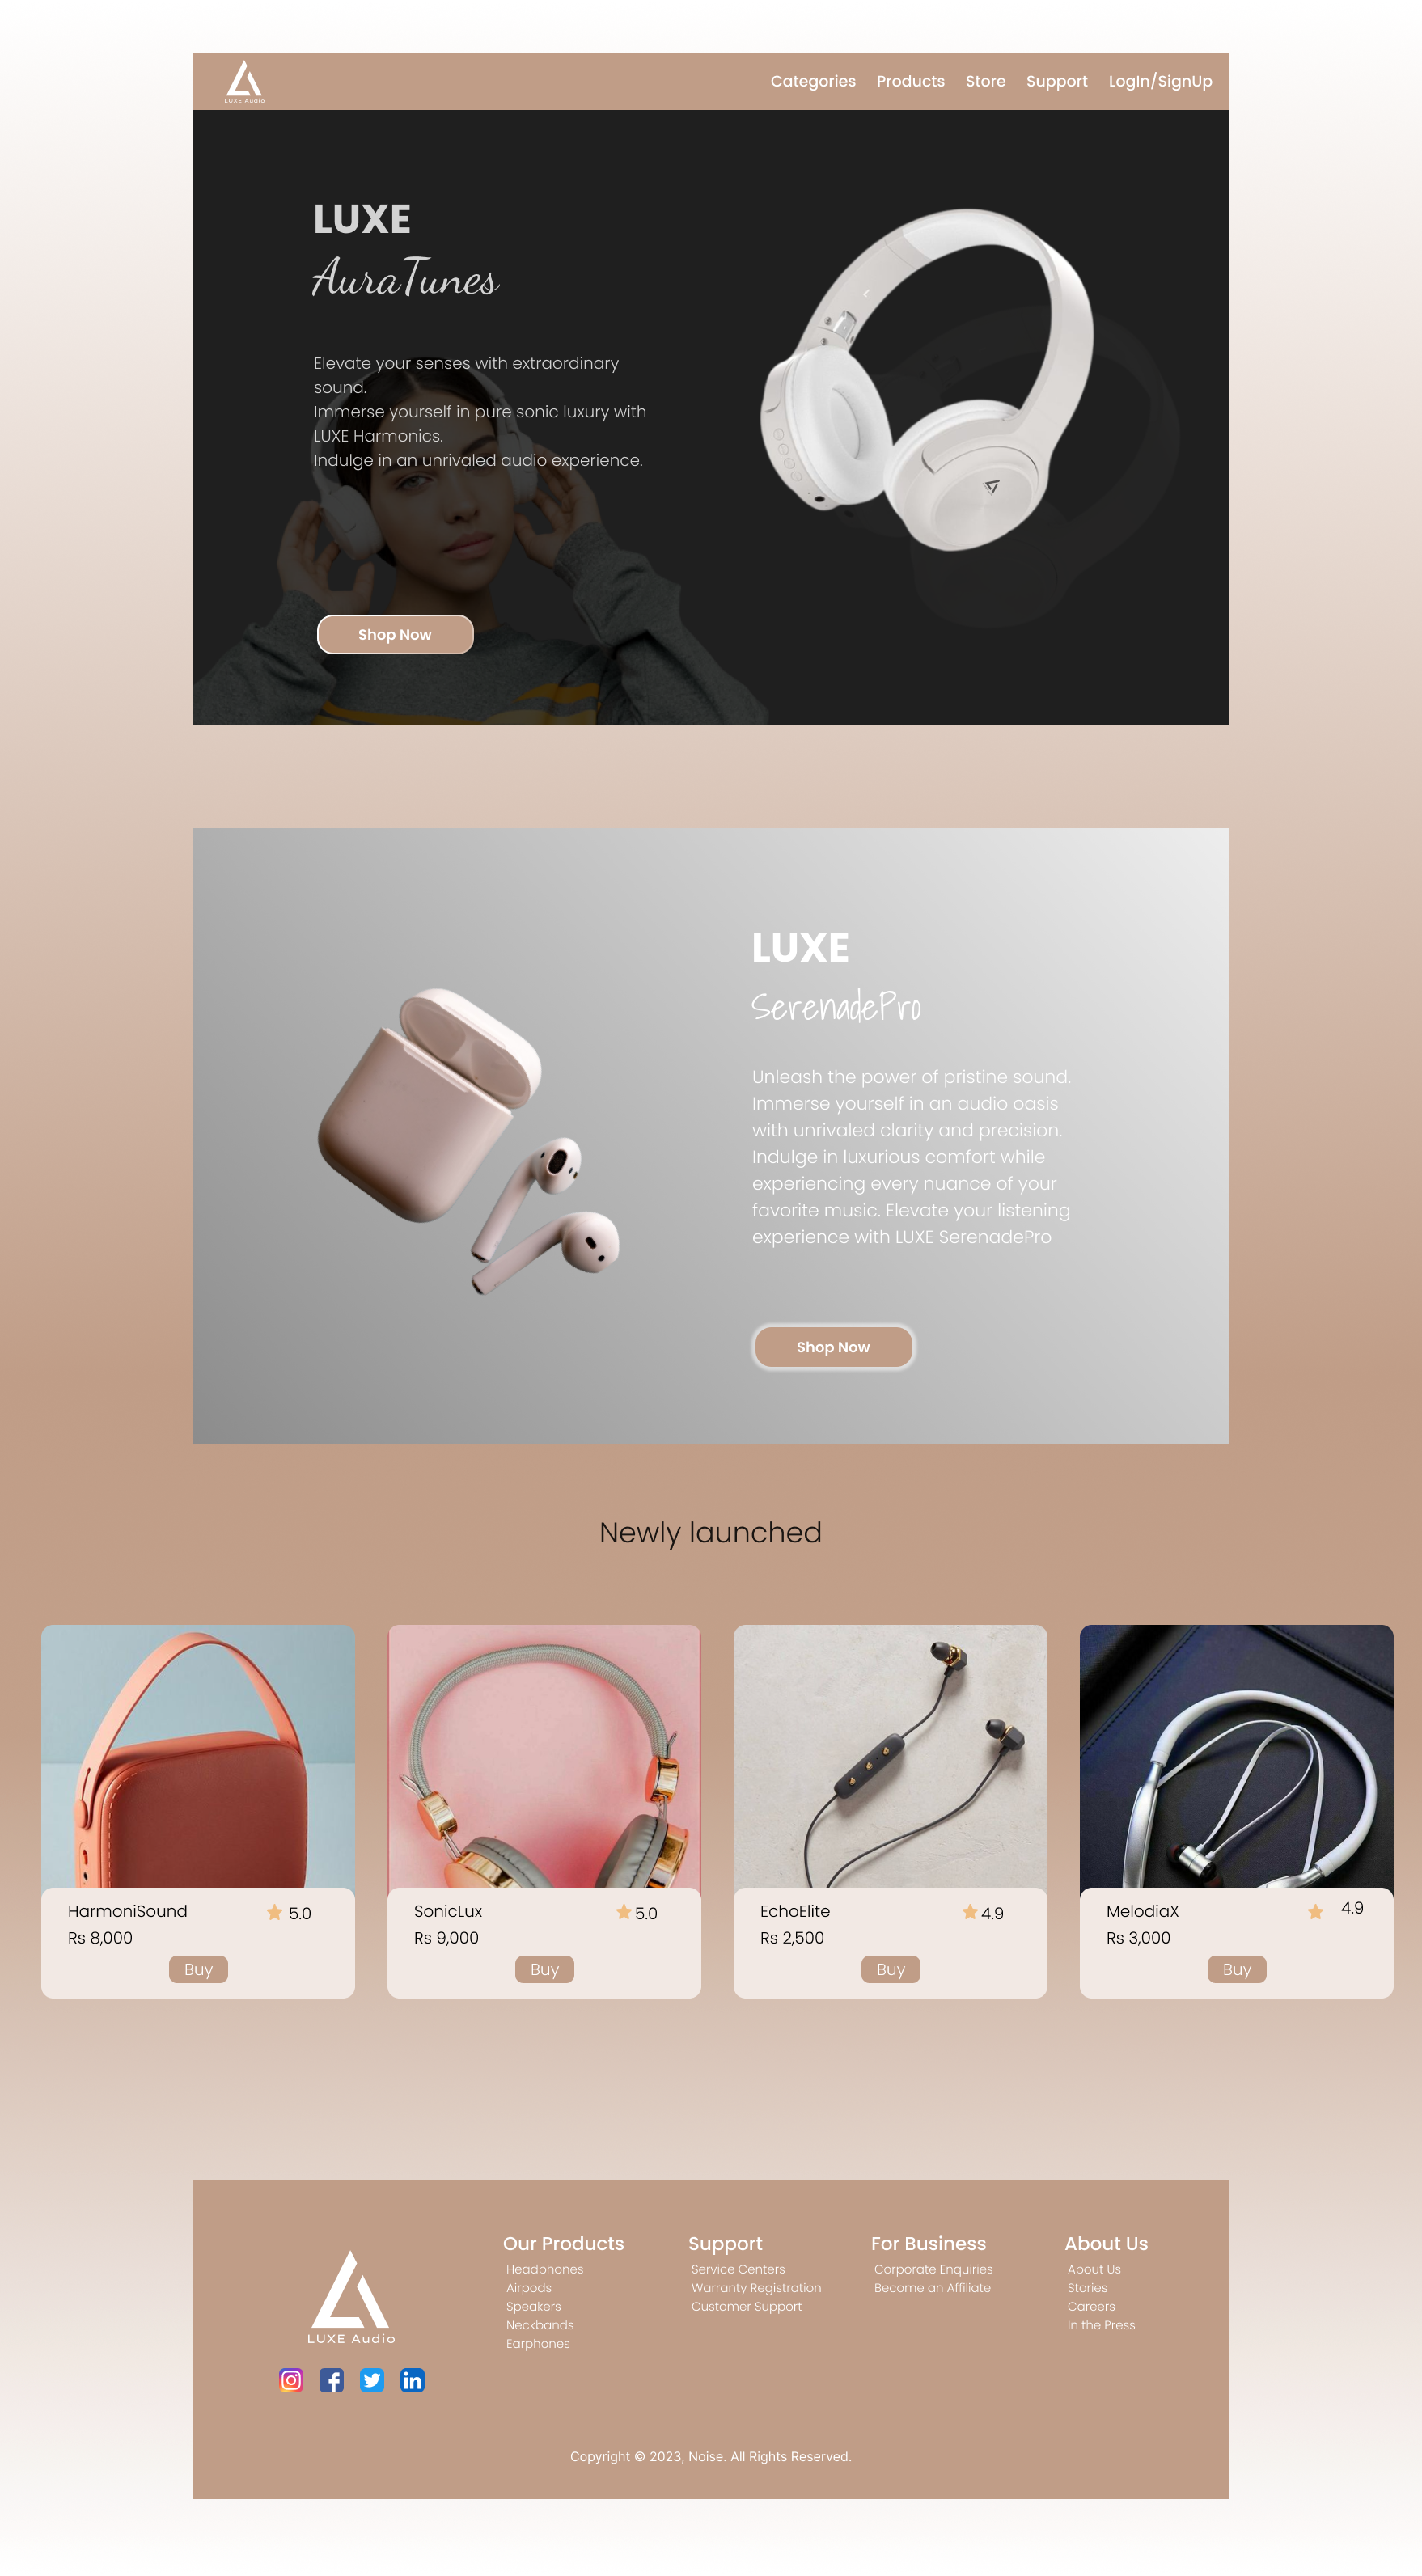 LUXE Audio
Categories Products Store Support LogIn/SignUp
LUXE
AuraTunes
Elevate your senses with extraordinary
sound.
Immerse yourself in pure sonic luxury with
LUXE Harmonics.
Indulge in an unrivaled audio experience.
Shop Now
LUXE
SerenadePro
Unleash the power of pristine sound.
Immerse yourself in an audio oasis
with unrivaled clarity and precision.
Indulge in luxurious comfort while
experiencing every nuance of your
favorite music. Elevate your listening
experience with LUXE SerenadePro
Shop Now
Newly launched
HarmoniSound 5.0
Rs 8,000
Buy
SonicLux 5.0
Rs 9,000
Buy
EchoElite 4.9
Rs 2,500
Buy
MelodiaX 4.9
Rs 3,000
Buy
LUXE Audio
Our Products
Headphones
Airpods
Speakers
Neckbands
Earphones
Support
Service Centers
Warranty Registration
Customer Support
For Business
Corporate Enquiries
Become an Affiliate
About Us
About Us
Stories
Careers
In the Press
Copyright © 2023, Noise. All Rights Reserved.